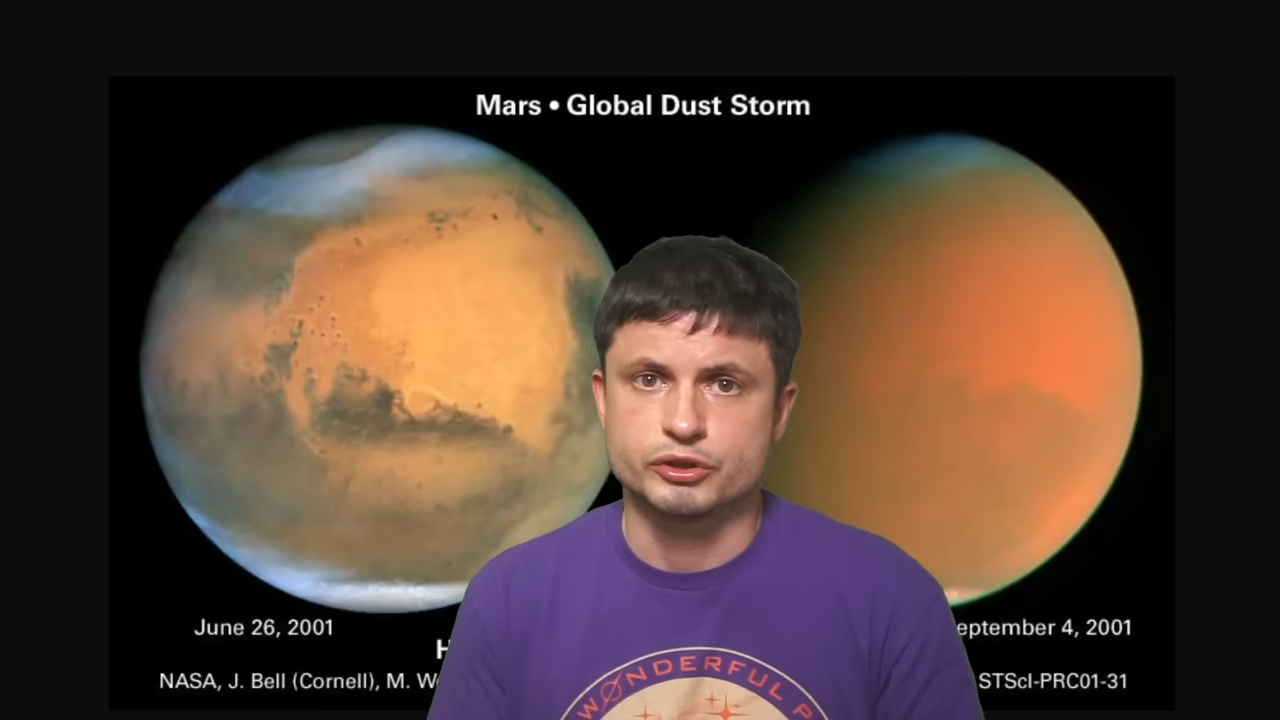 Mars • Global Dust Storm
June 26, 2001
eptember 4, 2001
H
NASA, J. Bell (Cornell), M. W
STScI-PRC01-31
WONDERFUL P